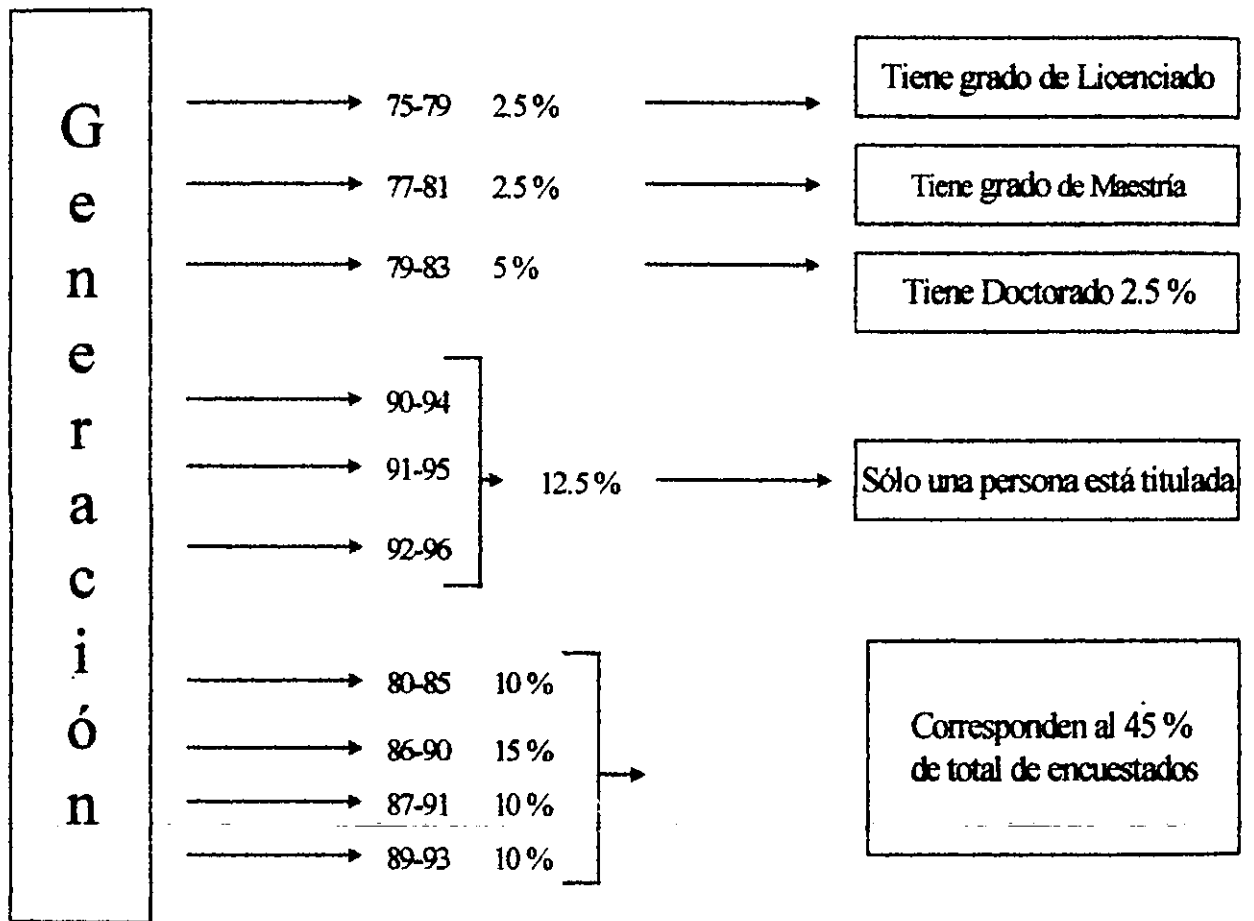 Generación
75-79 2.5%
Tiene grado de Licenciado
77-81 2.5%
Tiene grado de Maestría
79-83 5%
Tiene Doctorado 2.5%
90-94
91-95
92-96
12.5%
Sólo una persona está titulada
80-85 10%
86-90 15%
87-91 10%
89-93 10%
Corresponden al 45%
de total de encuestados